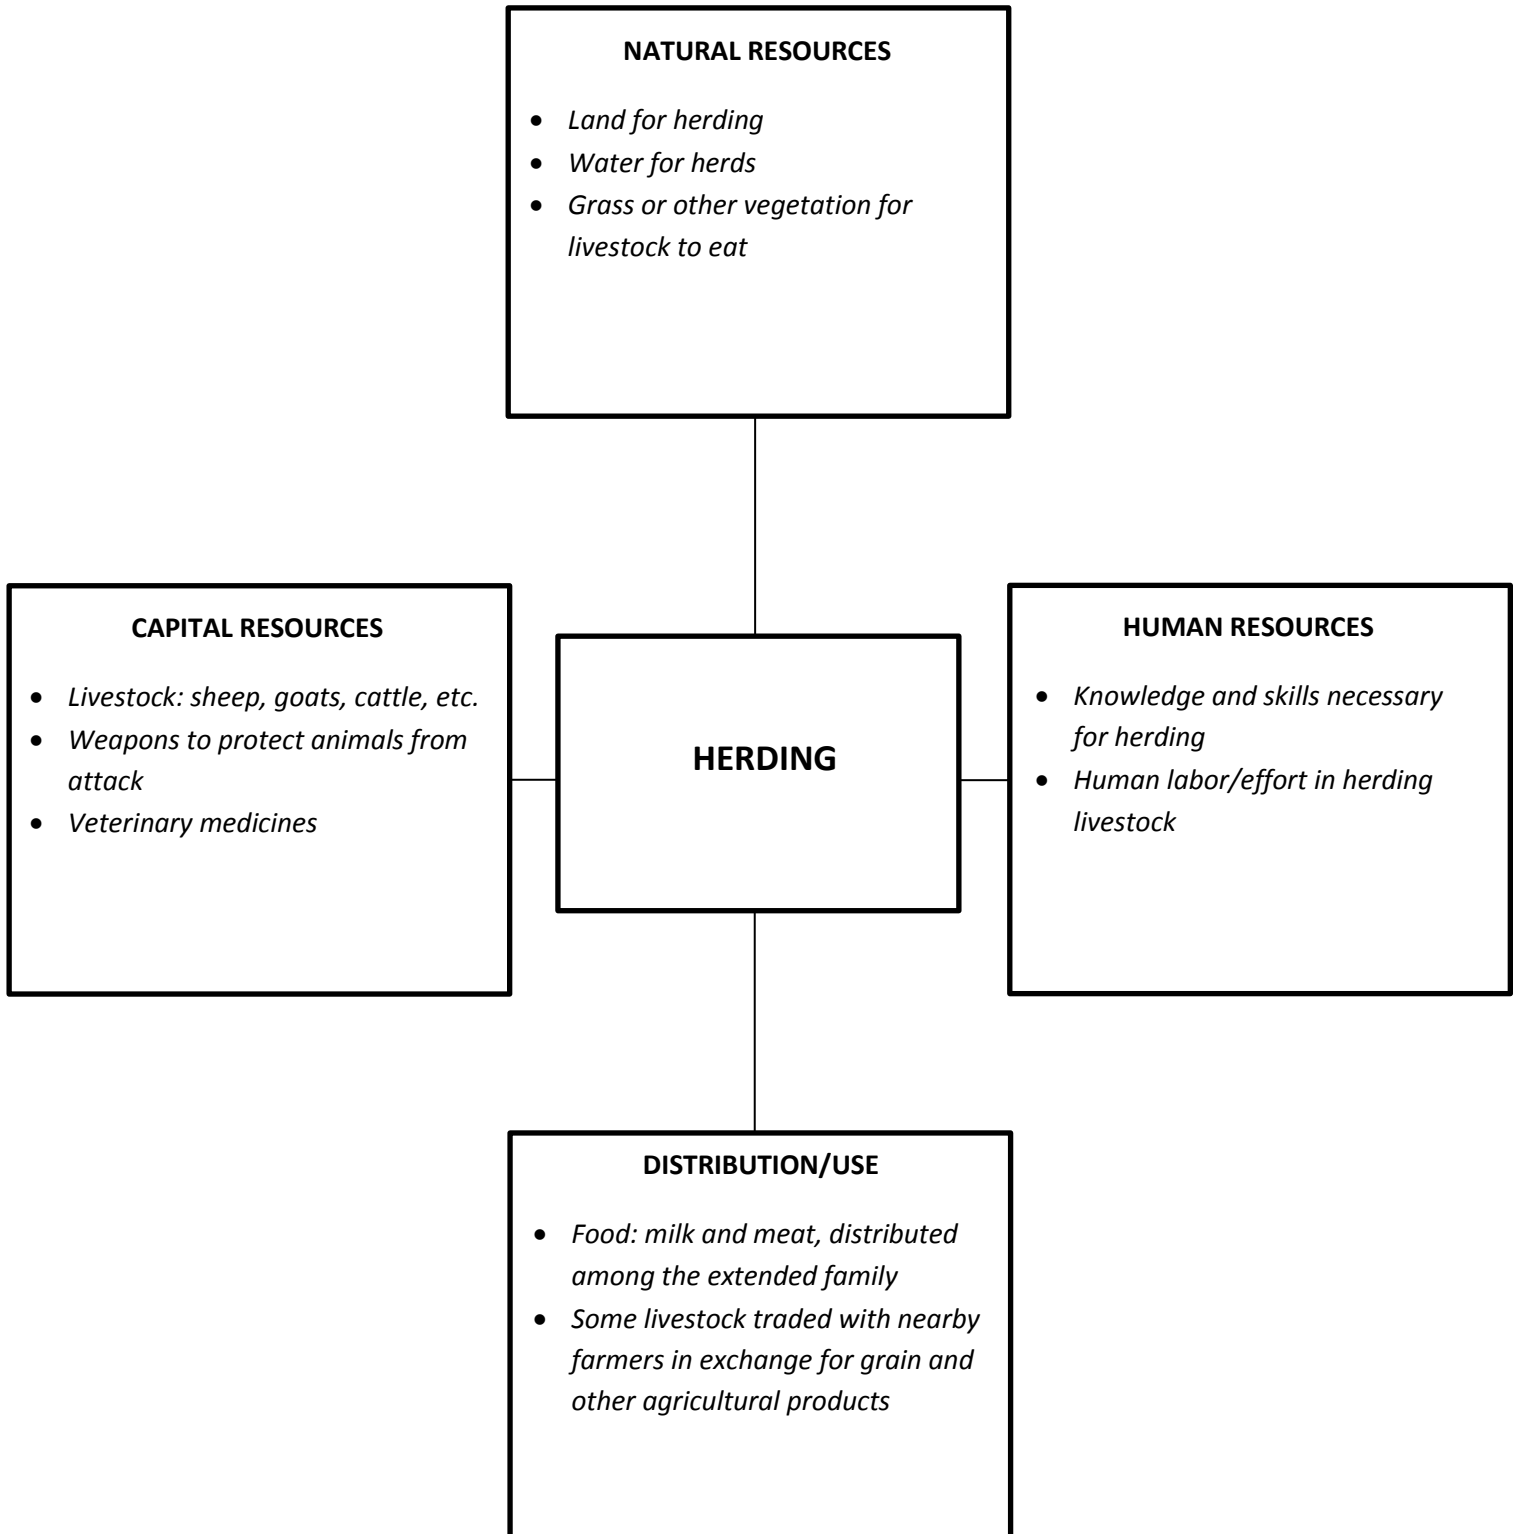 NATURAL RESOURCES
• Land for herding
• Water for herds
• Grass or other vegetation for
livestock to eat
CAPITAL RESOURCES
• Livestock: sheep, goats, cattle, etc.
• Weapons to protect animals from
attack
• Veterinary medicines
HERDING
HUMAN RESOURCES
• Knowledge and skills necessary
for herding
• Human labor/effort in herding
livestock
DISTRIBUTION/USE
• Food: milk and meat, distributed
among the extended family
• Some livestock traded with nearby
farmers in exchange for grain and
other agricultural products